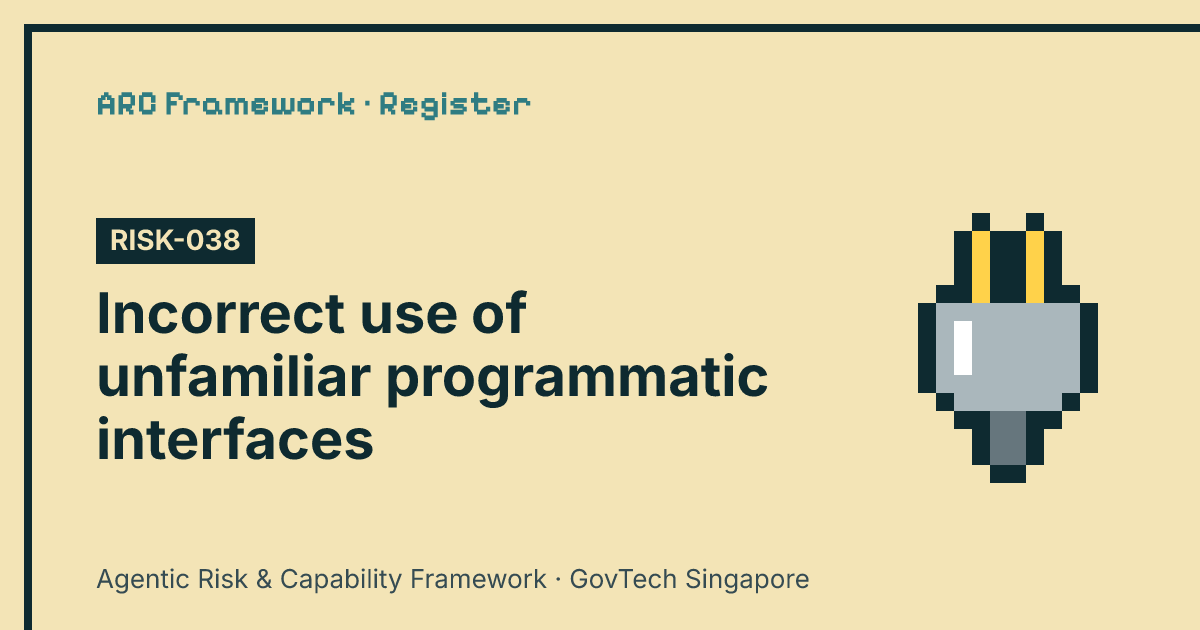 ARC Framework · Register
RISK-038
Incorrect use of
unfamiliar programmatic
interfaces
Agentic Risk & Capability Framework · GovTech Singapore